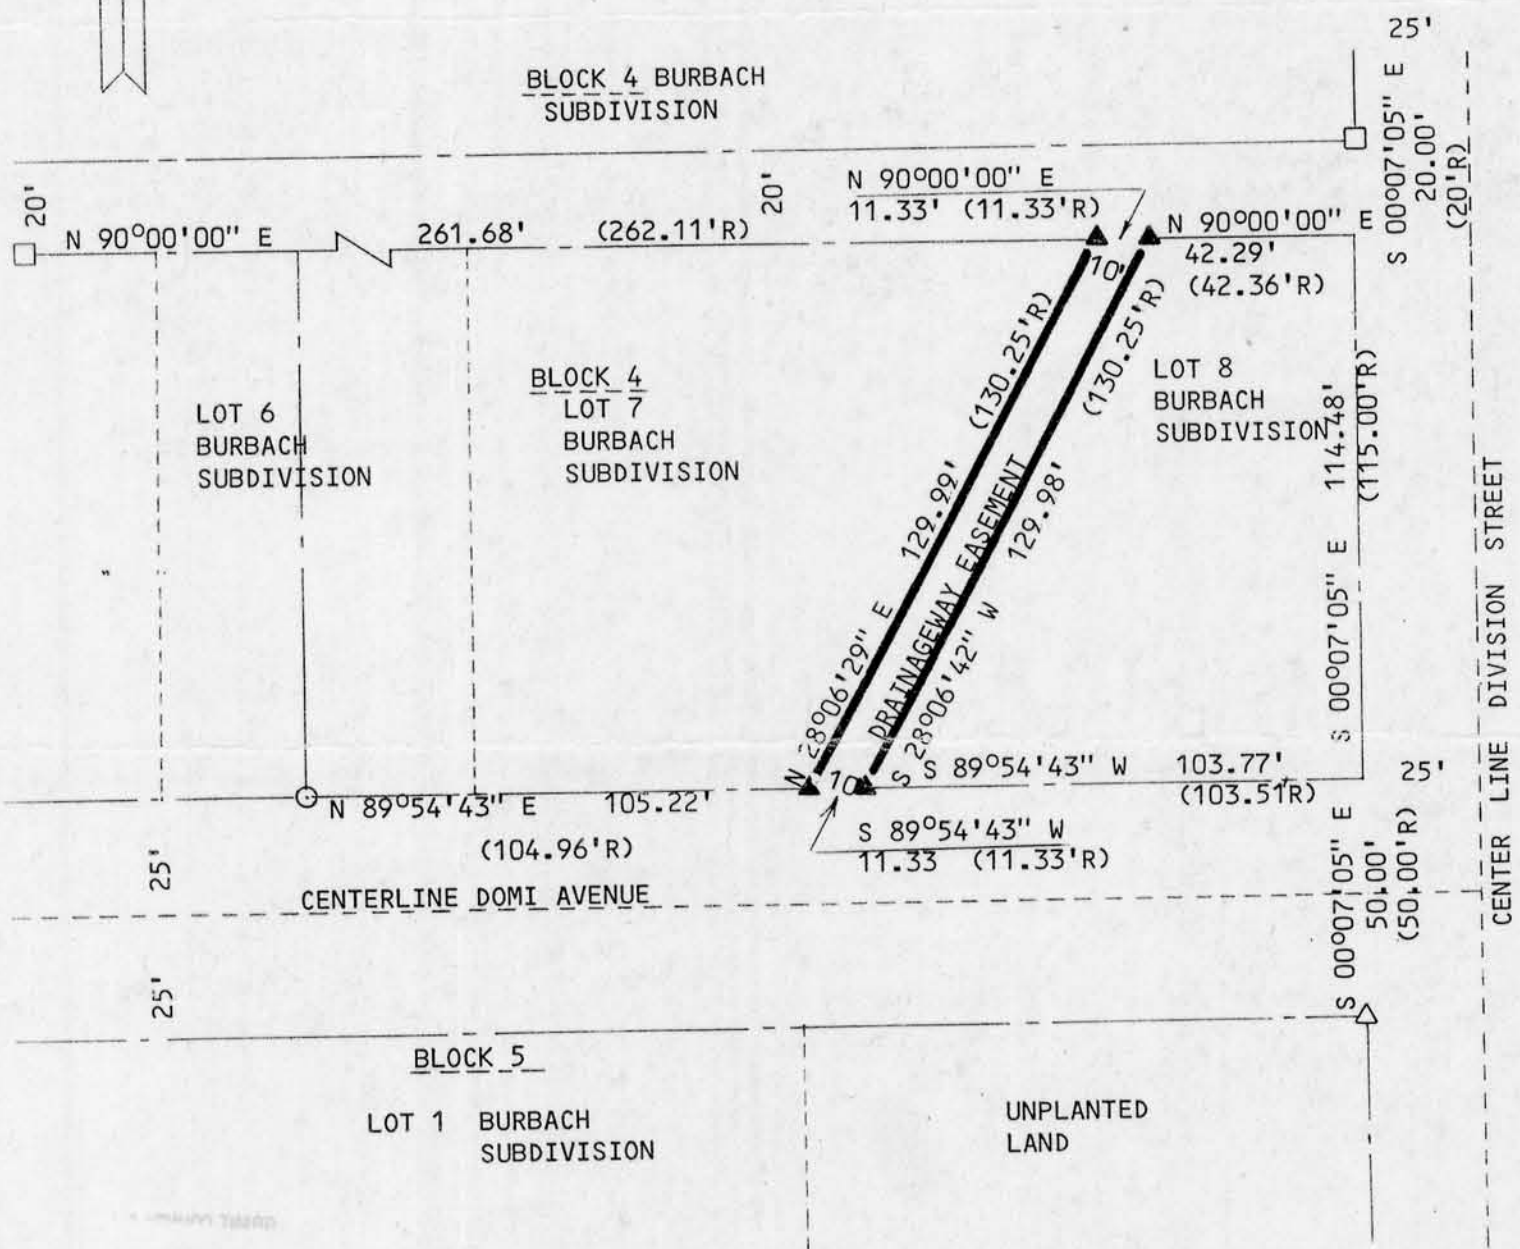 25'
BLOCK 4 BURBACH
SUBDIVISION
S 00°07'05" E
20.00'
(20'R)
20'
20'
N 90°00'00" E
11.33' (11.33'R)
N 90°00'00" E
261.68' (262.11'R)
N 90°00'00" E
42.29'
(42.36'R)
10'
(130.25'R)
(130.25'R)
BLOCK 4
LOT 7
BURBACH
SUBDIVISION
LOT 6
BURBACH
SUBDIVISION
LOT 8
BURBACH
SUBDIVISION
S 00°07'05" E 114.48'
(115.00'R)
N 28°06'29" E 129.99'
DRAINAGEWAY EASEMENT
S 28°06'42" W 129.98'
CENTER LINE DIVISION STREET
10'
S 89°54'43" W 103.77'
(103.51'R)
25'
N 89°54'43" E 105.22'
(104.96'R)
S 89°54'43" W
11.33 (11.33'R)
S 00°07'05" E
50.00'
(50.00'R)
25'
CENTERLINE DOMI AVENUE
25'
BLOCK 5
LOT 1 BURBACH
SUBDIVISION
UNPLANTED
LAND